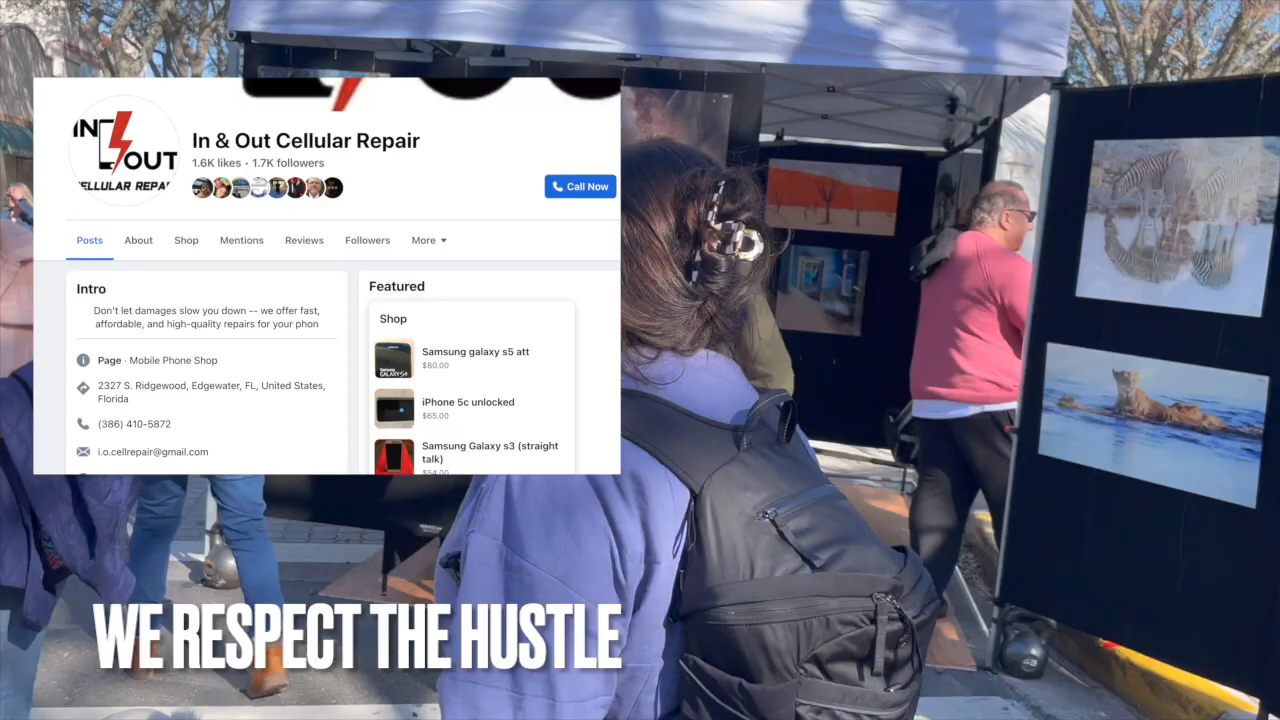 IN
OUT
CELLULAR REPA
In & Out Cellular Repair
1.6K likes • 1.7K followers
Call Now
Posts
About
Shop
Mentions
Reviews
Followers
More
Intro
Don't let damages slow you down -- we offer fast,
affordable, and high-quality repairs for your phon
Page · Mobile Phone Shop
2327 S. Ridgewood, Edgewater, FL, United States,
Florida
(386) 410-5872
i.o.cellrepair@gmail.com
Featured
Shop
Samsung galaxy s5 att
$80.00
iPhone 5c unlocked
$65.00
Samsung Galaxy s3 (straight
talk)
$54.00
WE RESPECT THE HUSTLE